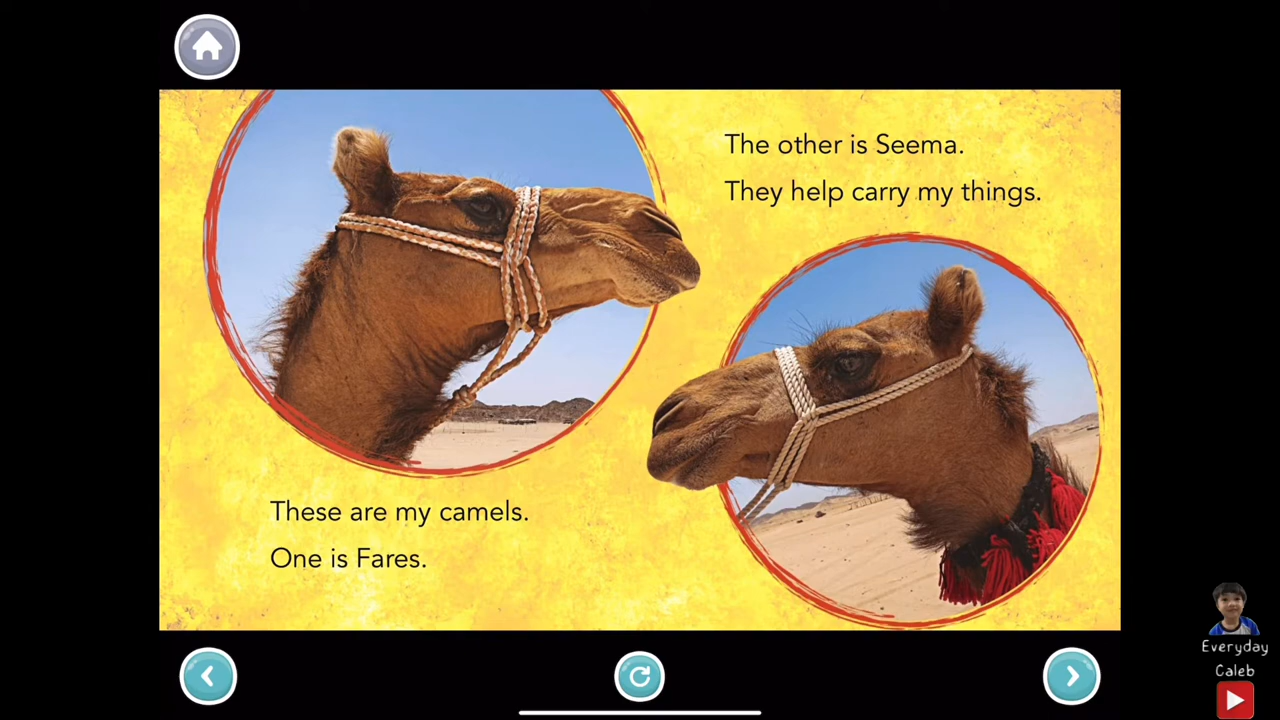 These are my camels.
One is Fares.
The other is Seema.
They help carry my things.
Everyday
Caleb